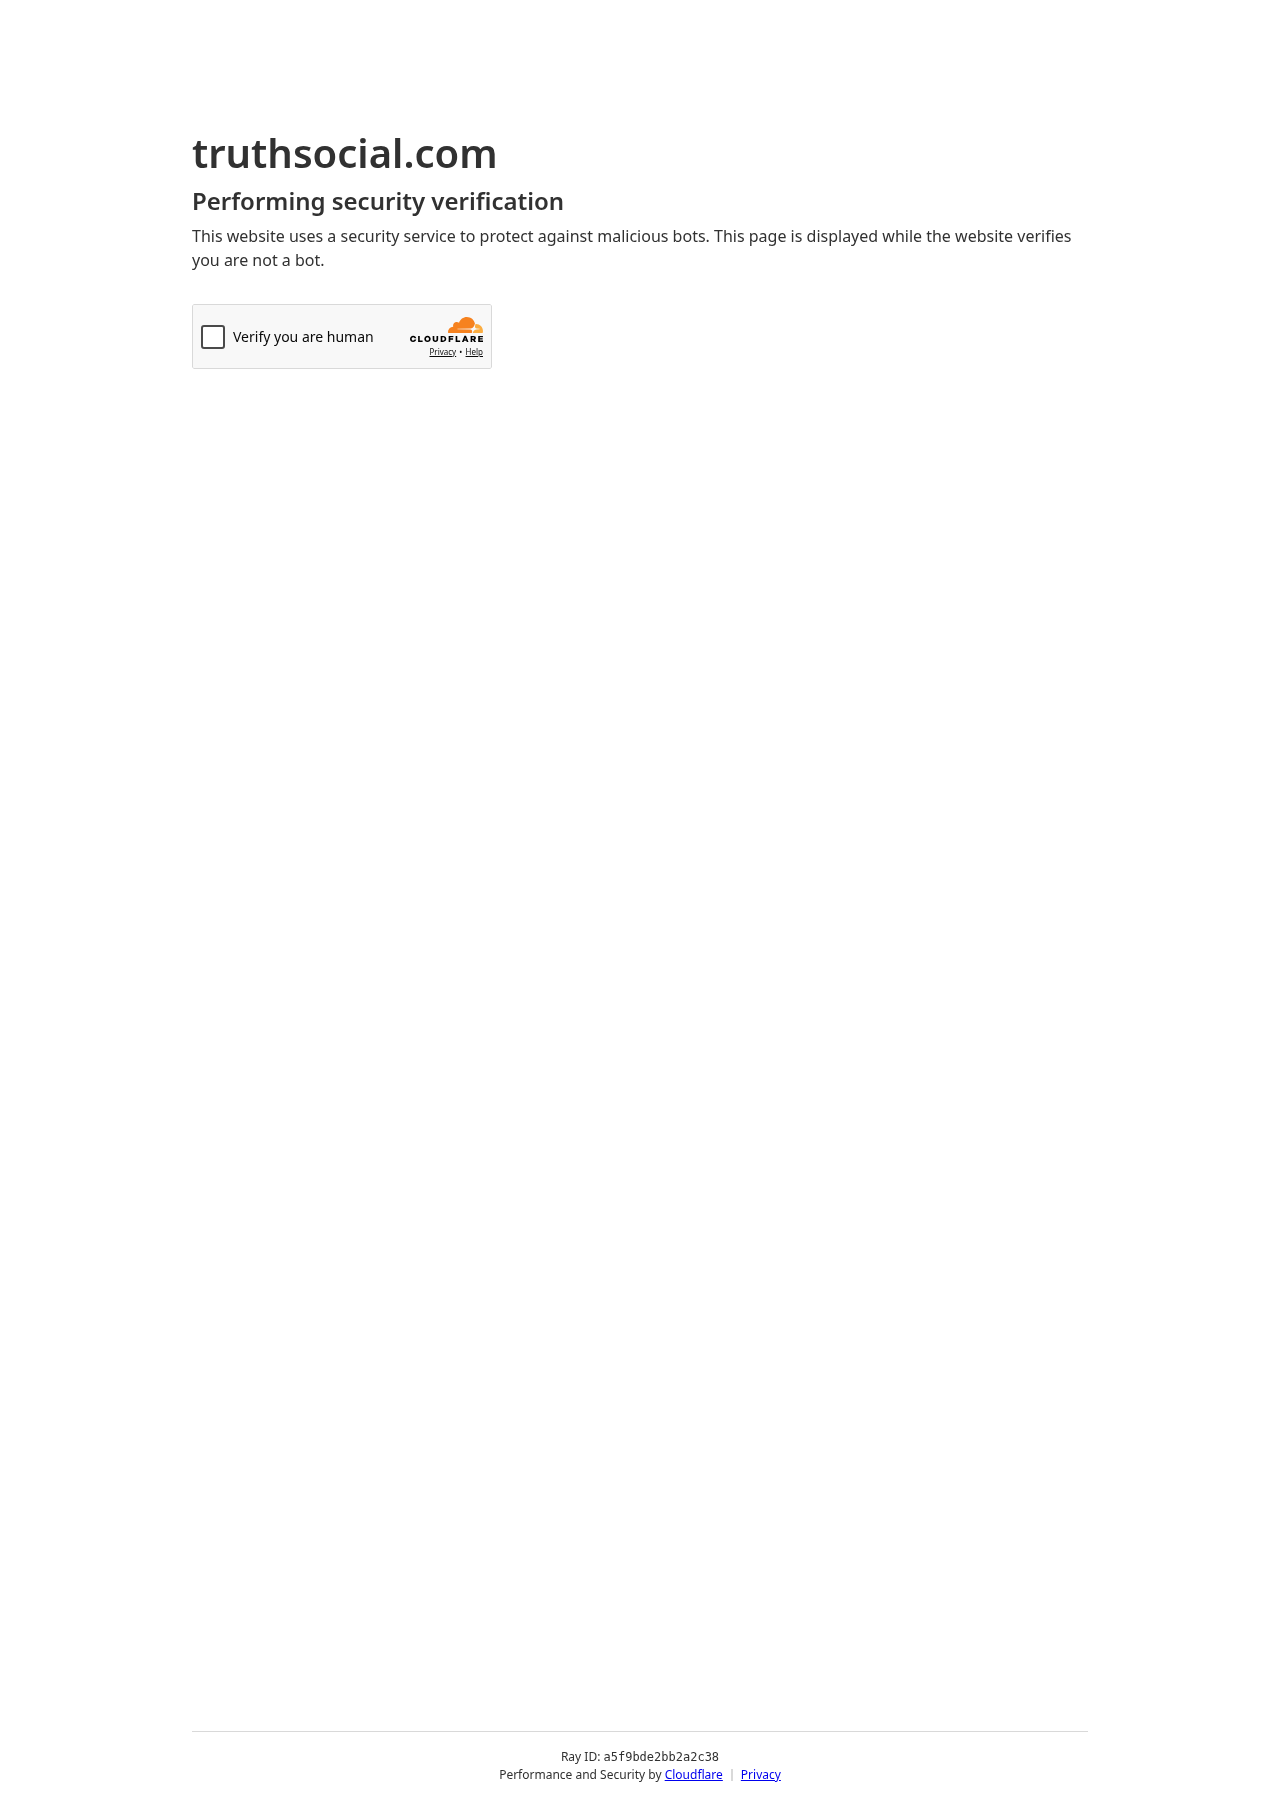 truthsocial.com
Performing security verification
This website uses a security service to protect against malicious bots. This page is displayed while the website verifies
you are not a bot.
Verify you are human
CLOUDFLARE
Privacy • Help
Ray ID: a5f9bde2bb2a2c38
Performance and Security by Cloudflare | Privacy